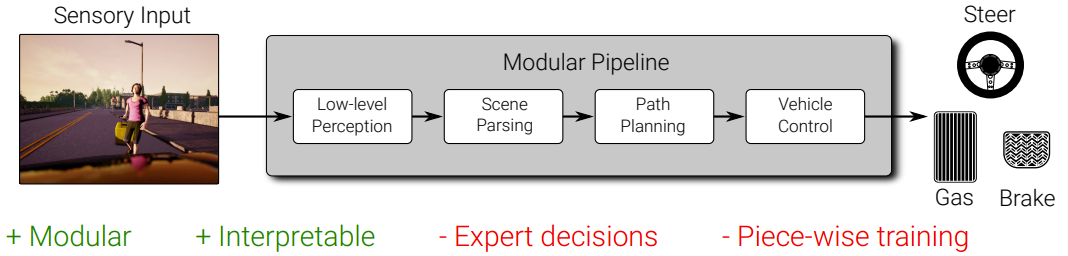 Sensory Input
Steer
Modular Pipeline
Low-level
Perception
Scene
Parsing
Path
Planning
Vehicle
Control
Gas
Brake
+ Modular
+ Interpretable
- Expert decisions
- Piece-wise training